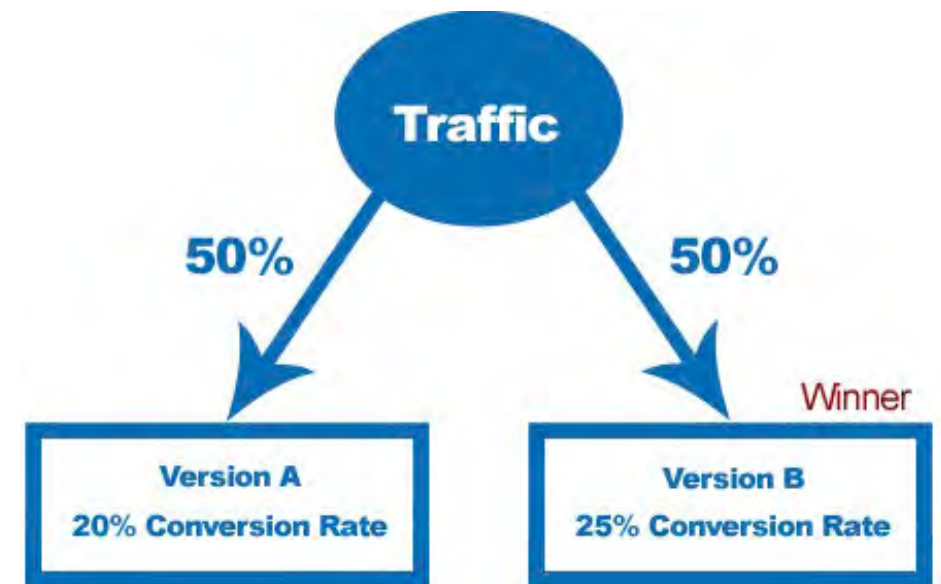 Traffic
50%
50%
Winner
Version A
20% Conversion Rate
Version B
25% Conversion Rate